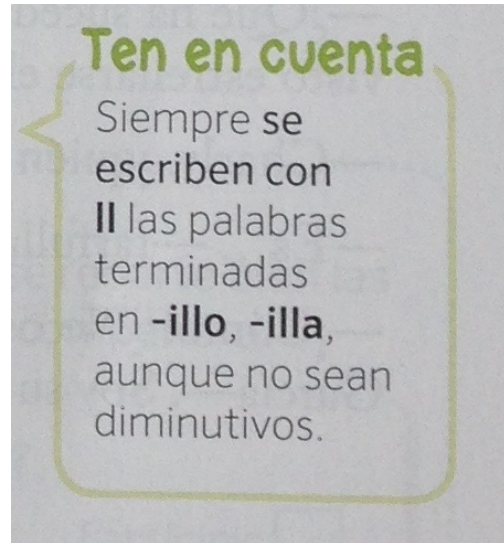 Ten en cuenta
Siempre se
escriben con
ll las palabras
terminadas
en -illo, -illa,
aunque no sean
diminutivos.